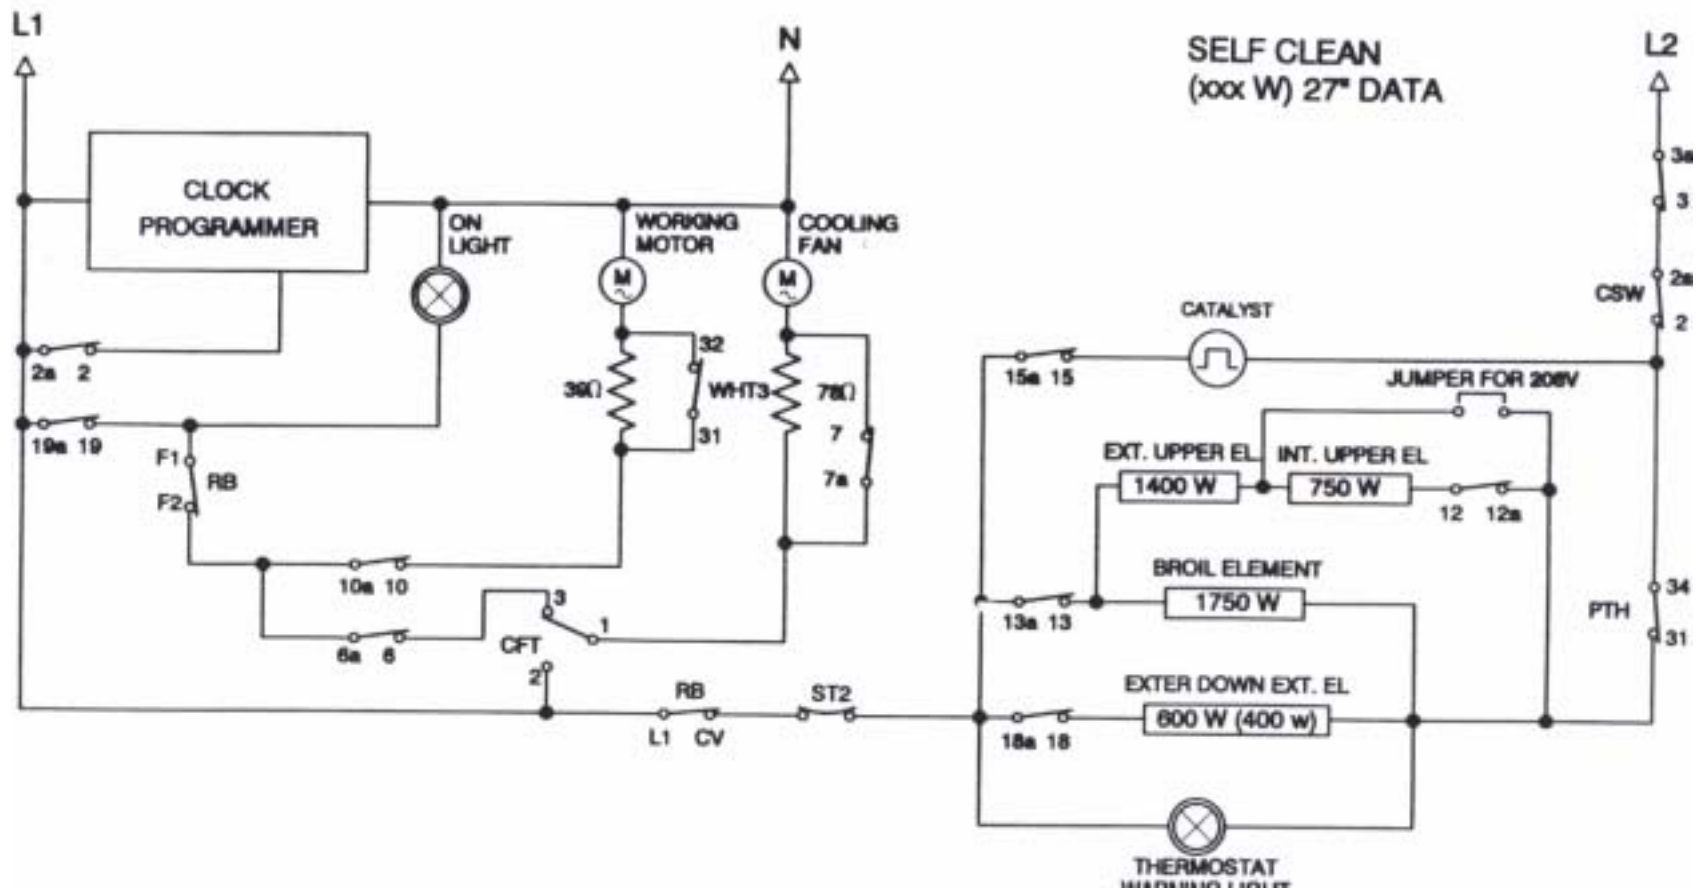 L1
N
L2
SELF CLEAN
(xxx W) 27" DATA
CLOCK
PROGRAMMER
ON
LIGHT
WORKING
MOTOR
COOLING
FAN
M
~
M
~
3a
3
2a
CSW
2
CATALYST
15a 15
JUMPER FOR 208V
2a 2
39Ω
32
WHT3
31
78Ω
7
7a
19a 19
F1
RB
F2
EXT. UPPER EL
INT. UPPER EL
1400 W
750 W
12 12a
10a 10
BROIL ELEMENT
1750 W
13a 13
34
PTH
31
3
1
CFT
2
6a 6
RB
L1 CV
ST2
EXTER DOWN EXT. EL
600 W (400 w)
18a 18
THERMOSTAT
WARNING LIGHT